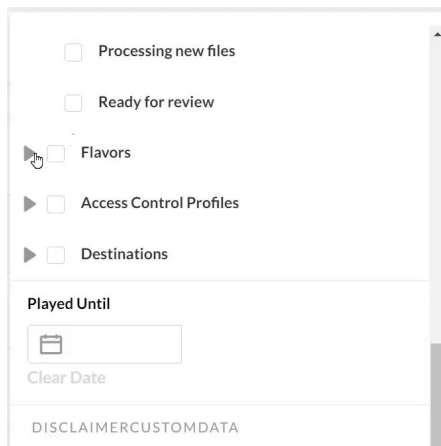 Processing new files
Ready for review
Flavors
Access Control Profiles
Destinations
Played Until
Clear Date
DISCLAIMERCUSTOMDATA